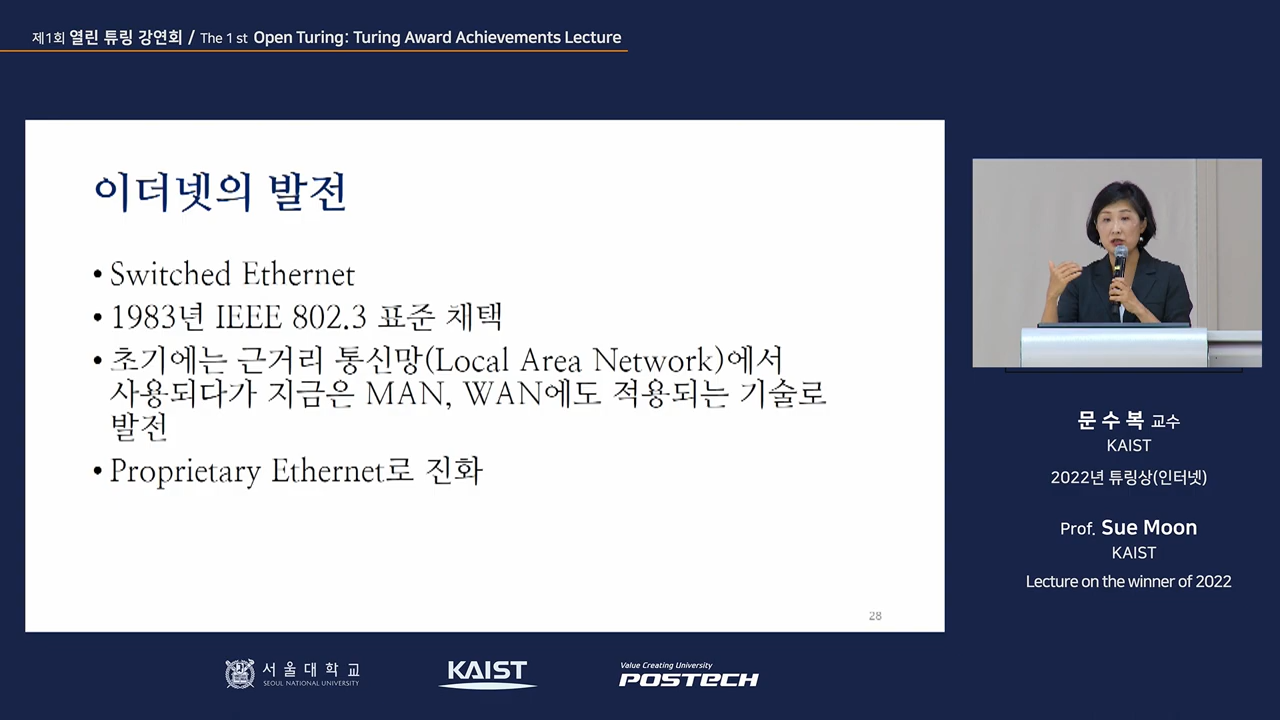 제1회 열린 튜링 강연회 / The 1 st Open Turing: Turing Award Achievements Lecture
이더넷의 발전
• Switched Ethernet
• 1983년 IEEE 802.3 표준 채택
• 초기에는 근거리 통신망(Local Area Network)에서
사용되다가 지금은 MAN, WAN에도 적용되는 기술로
발전
• Proprietary Ethernet로 진화
28
문 수 복 교수
KAIST
2022년 튜링상(인터넷)
Prof. Sue Moon
KAIST
Lecture on the winner of 2022
서울대학교
SEOUL NATIONAL UNIVERSITY
KAIST
Value Creating University
POSTECH